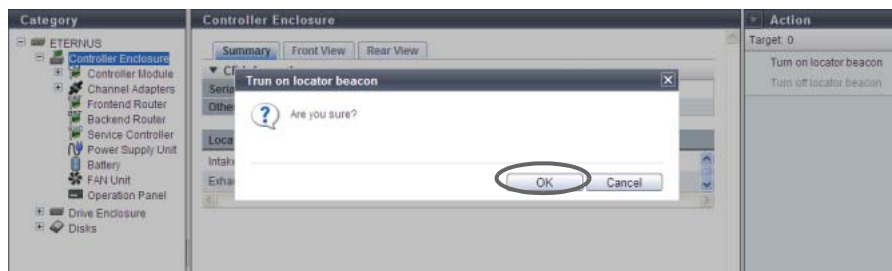 Category
ETERNUS
Controller Enclosure
Controller Module
Channel Adapters
Frontend Router
Backend Router
Service Controller
Power Supply Unit
Battery
FAN Unit
Operation Panel
Drive Enclosure
Disks
Controller Enclosure
Summary Front View Rear View
Trun on locator beacon
Are you sure?
OK Cancel
Action
Target: 0
Turn on locator beacon
Turn off locator beacon